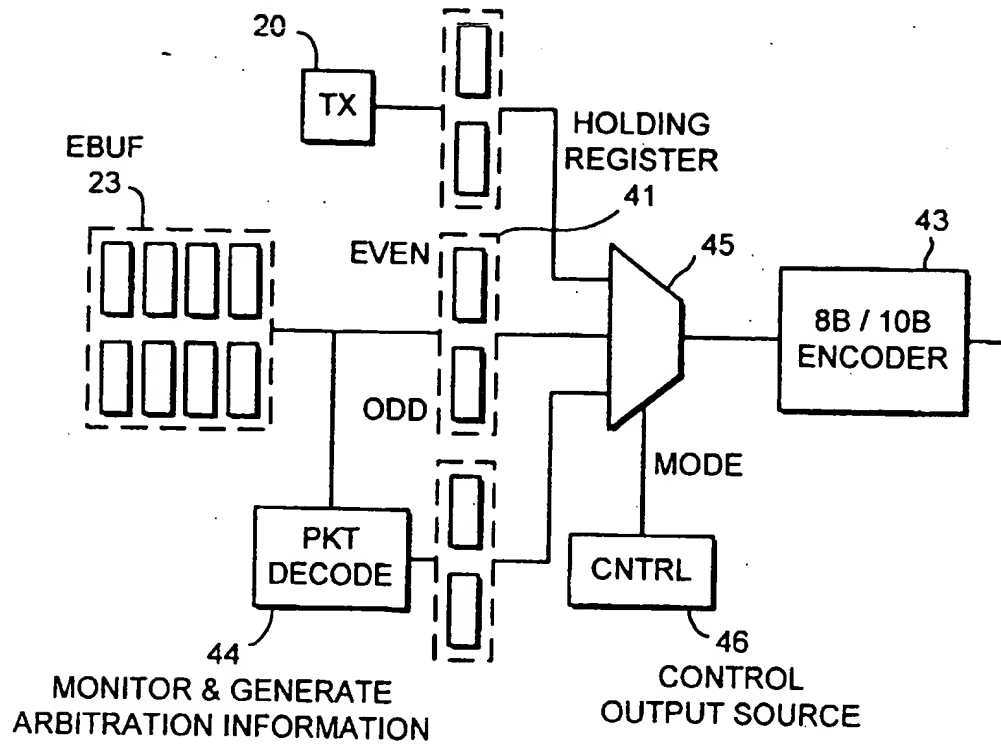 20
TX
HOLDING
REGISTER
41
EBUF
23
EVEN
ODD
45
43
8B / 10B
ENCODER
MODE
PKT
DECODE
CNTRL
44
46
MONITOR & GENERATE
ARBITRATION INFORMATION
CONTROL
OUTPUT SOURCE